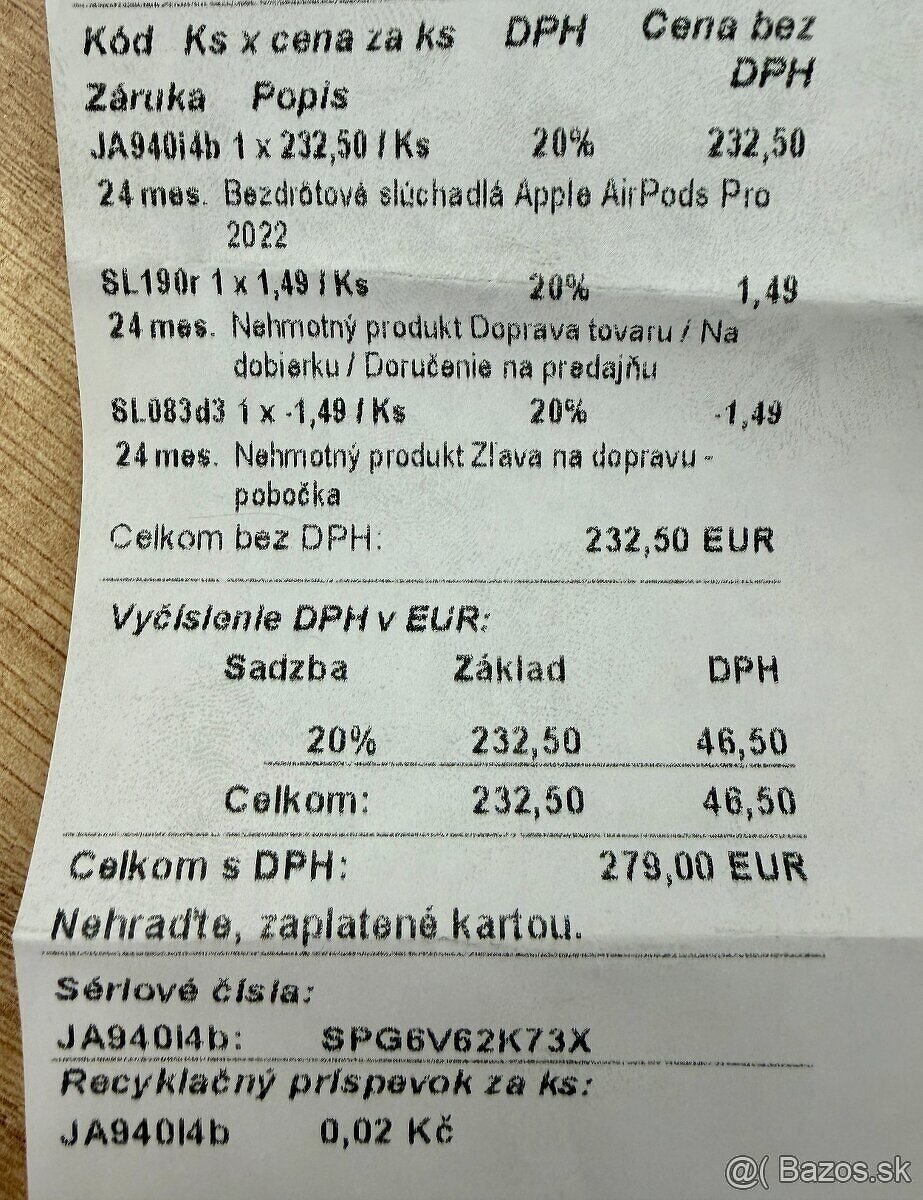 Kód Ks x cena za ks DPH Cena bez
DPH
Záruka Popis
JA940i4b 1 x 232,50 / Ks 20% 232,50
24 mes. Bezdrôtové slúchadlá Apple AirPods Pro
2022
SL190r 1 x 1,49 / Ks 20% 1,49
24 mes. Nehmotný produkt Doprava tovaru / Na
dobierku / Doručenie na predajňu
SL083d3 1 x -1,49 / Ks 20% -1,49
24 mes. Nehmotný produkt Zľava na dopravu -
pobočka
Celkom bez DPH: 232,50 EUR
Vyčíslenie DPH v EUR:
Sadzba Základ DPH
20% 232,50 46,50
Celkom: 232,50 46,50
Celkom s DPH: 279,00 EUR
Nehraďte, zaplatené kartou.
Sériové čísla:
JA940i4b: SPG6V62K73X
Recyklačný príspevok za ks:
JA940i4b 0,02 Kč
@( Bazos.sk